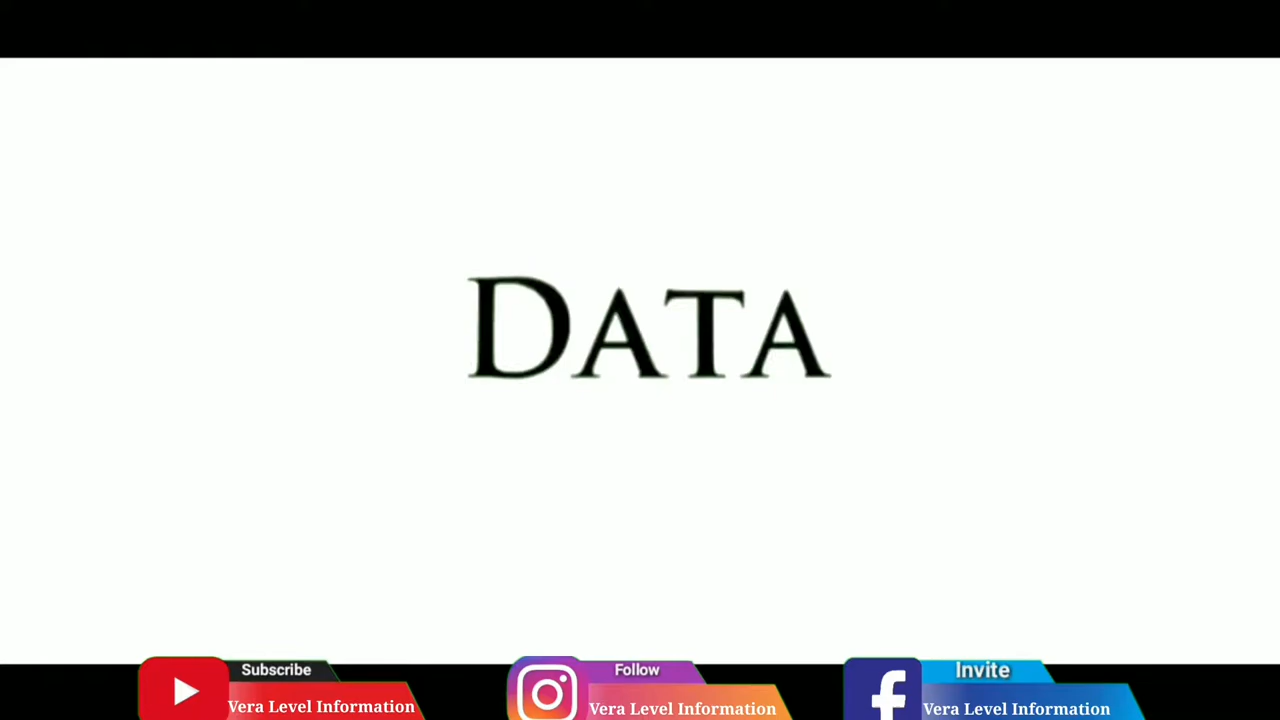 DATA
Subscribe
Vera Level Information
Follow
Vera Level Information
Invite
Vera Level Information